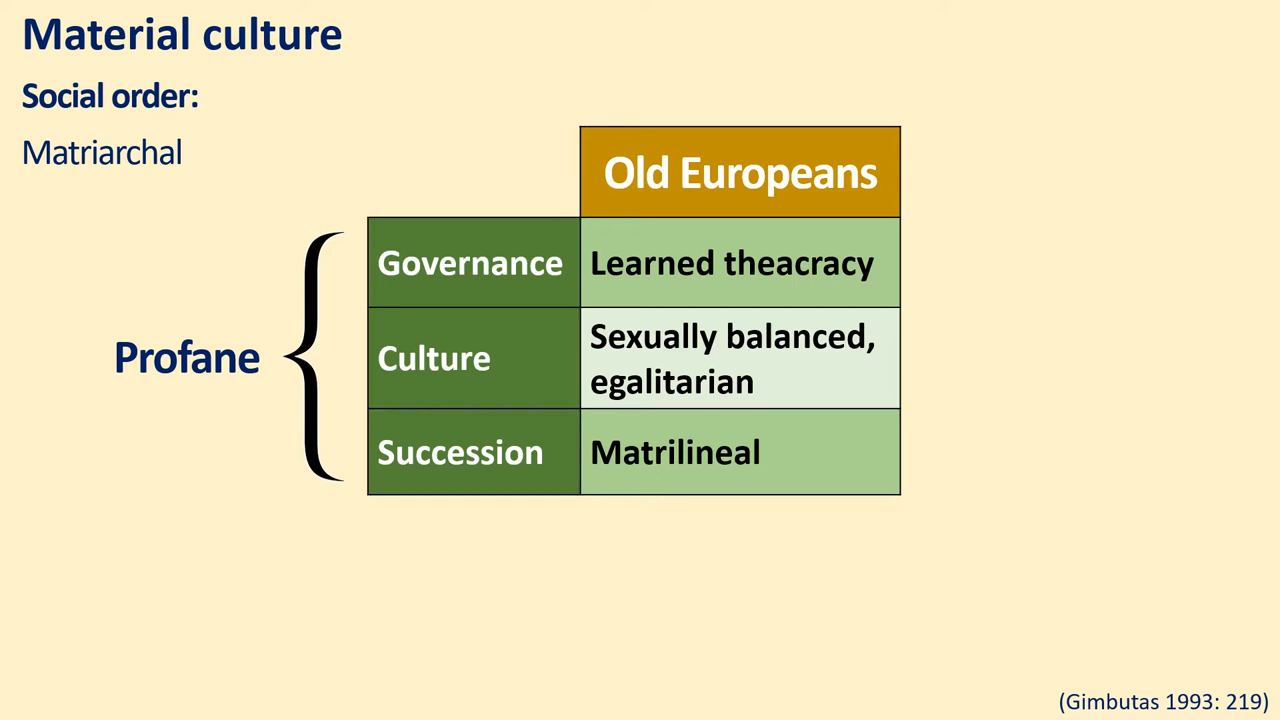 Material culture
Social order:
Matriarchal
Old Europeans
Governance
Learned theacracy
Profane
Culture
Sexually balanced,
egalitarian
Succession
Matrilineal
(Gimbutas 1993: 219)